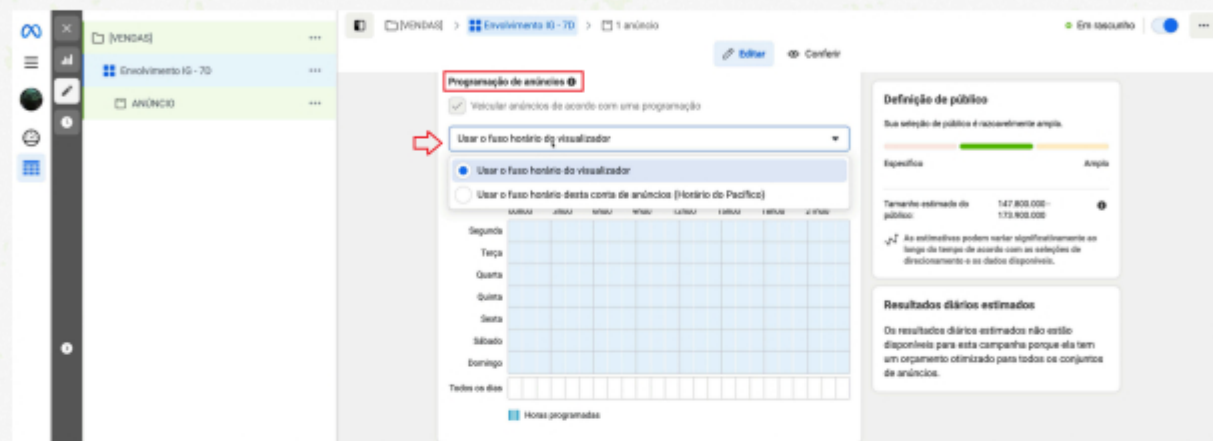 [VENDAS]
Envolvimento IG - 7D
ANÚNCIO
[VENDAS] > Envolvimento IG - 7D > 1 anúncio
Em rascunho
Editar
Conferir
Programação de anúncios
Veicular anúncios de acordo com uma programação
Usar o fuso horário do visualizador
Usar o fuso horário do visualizador
Usar o fuso horário desta conta de anúncios (Horário do Pacífico)
Segunda
Terça
Quarta
Quinta
Sexta
Sábado
Domingo
Todos os dias
Horas programadas
Definição de público
Sua seleção de público é razoavelmente ampla.
Específica
Ampla
Tamanho estimado do público: 147.800.000 - 173.900.000
As estimativas podem variar significativamente ao
longo do tempo de acordo com as seleções de
direcionamento e os dados disponíveis.
Resultados diários estimados
Os resultados diários estimados não estão
disponíveis para esta campanha porque ela tem
um orçamento otimizado para todos os conjuntos
de anúncios.